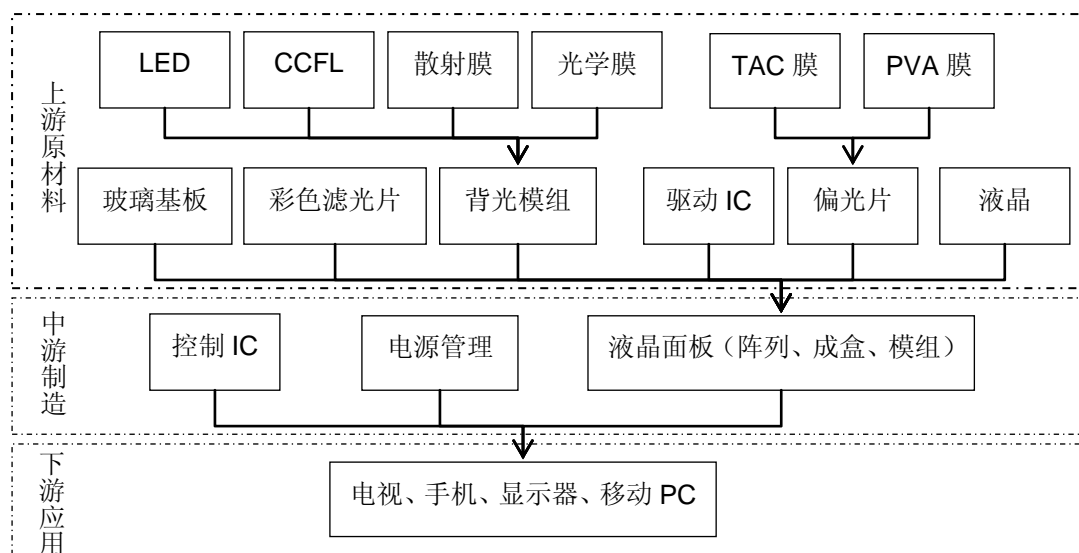 LED
CCFL
散射膜
光学膜
TAC 膜
PVA 膜
上游原材料
玻璃基板
彩色滤光片
背光模组
驱动 IC
偏光片
液晶
中游制造
控制 IC
电源管理
液晶面板（阵列、成盒、模组）
下游应用
电视、手机、显示器、移动 PC